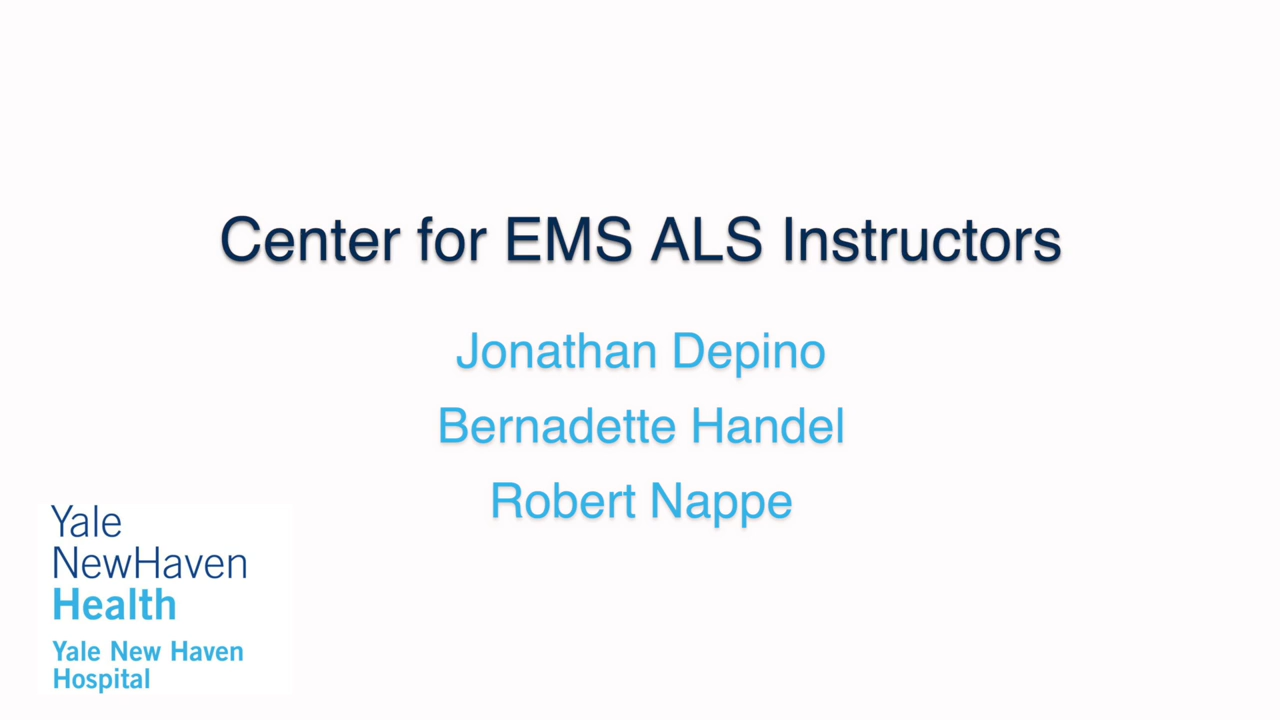 Center for EMS ALS Instructors
Jonathan Depino
Bernadette Handel
Robert Nappe
Yale
NewHaven
Health
Yale New Haven
Hospital